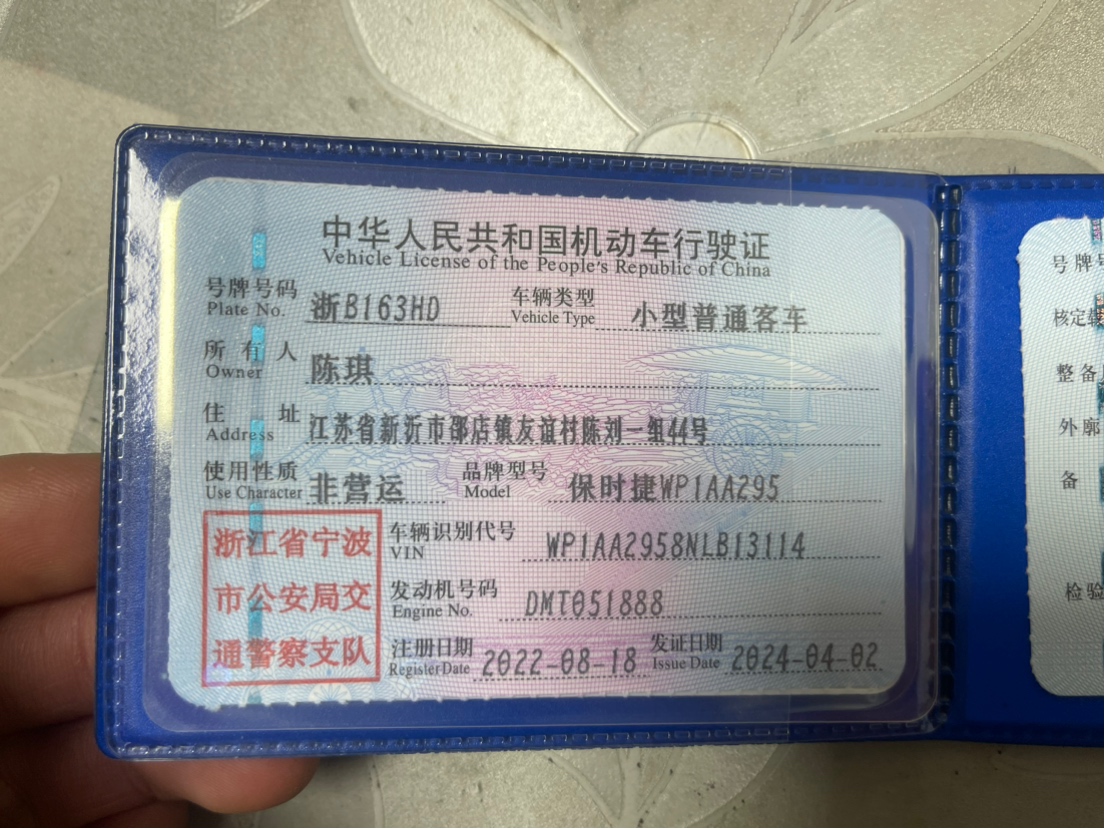 中华人民共和国机动车行驶证
Vehicle License of the People's Republic of China
号牌号码 浙B163HD 车辆类型 小型普通客车
Plate No. Vehicle Type
所有人 陈琪
Owner
住址 江苏省新沂市邵店镇友谊村陈刘一组44号
Address
使用性质 非营运 品牌型号 保时捷WP1AA295
Use Character Model
浙江省宁波
市公安局交
通警察支队
车辆识别代号 WP1AA2958NLB13114
VIN
发动机号码 DMT051888
Engine No.
注册日期 2022-08-18 发证日期 2024-04-02
Register Date Issue Date
号牌
核定
整备
外廓
备
检验